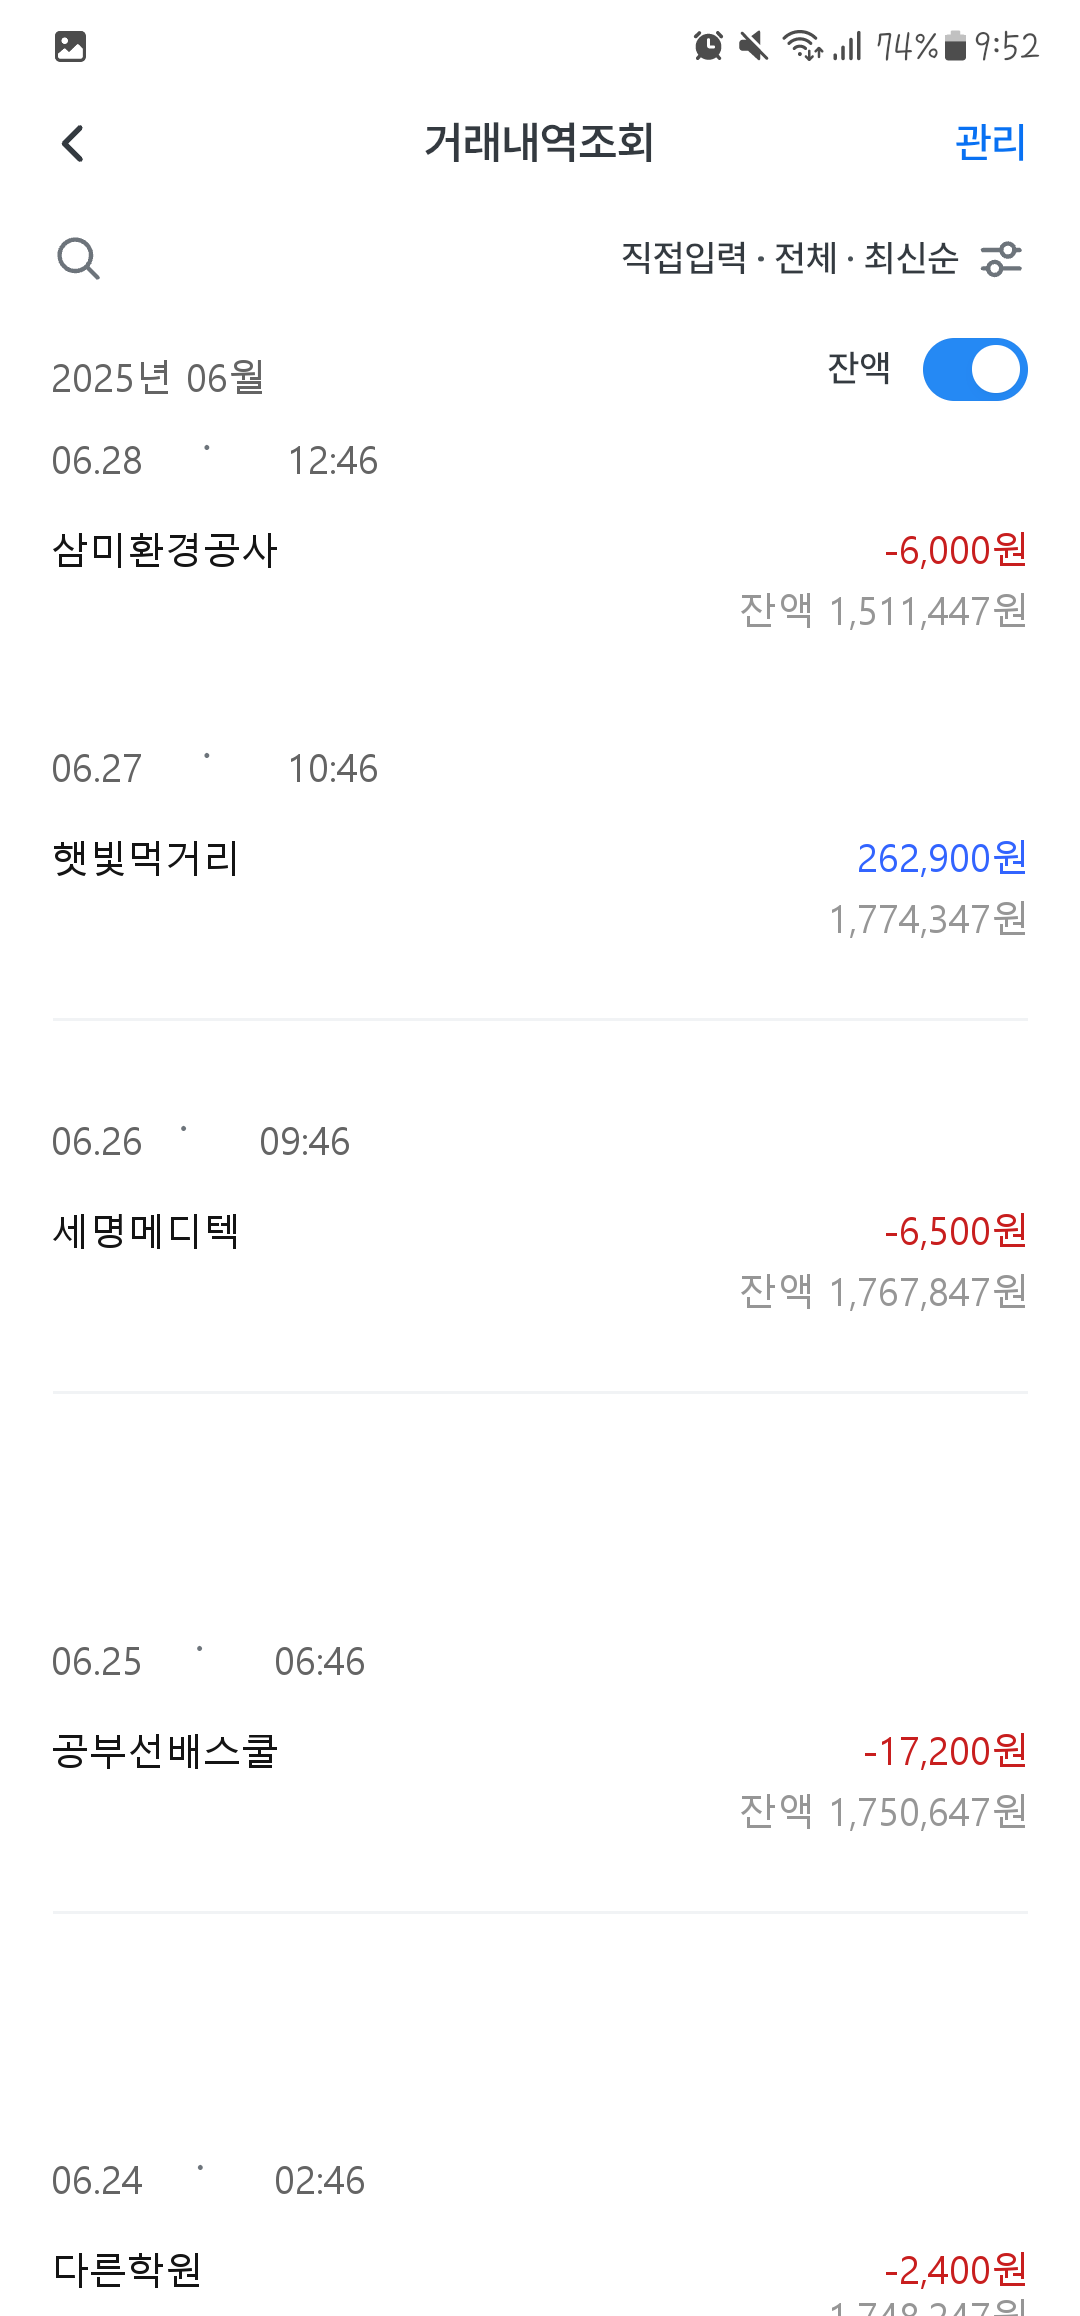 74% 9:52
거래내역조회 관리
직접입력 · 전체 · 최신순
잔액
2025년 06월
06.28 · 12:46
삼미환경공사 -6,000원
잔액 1,511,447원
06.27 · 10:46
햇빛먹거리 262,900원
1,774,347원
06.26 · 09:46
세명메디텍 -6,500원
잔액 1,767,847원
06.25 · 06:46
공부선배스쿨 -17,200원
잔액 1,750,647원
06.24 · 02:46
다른학원 -2,400원